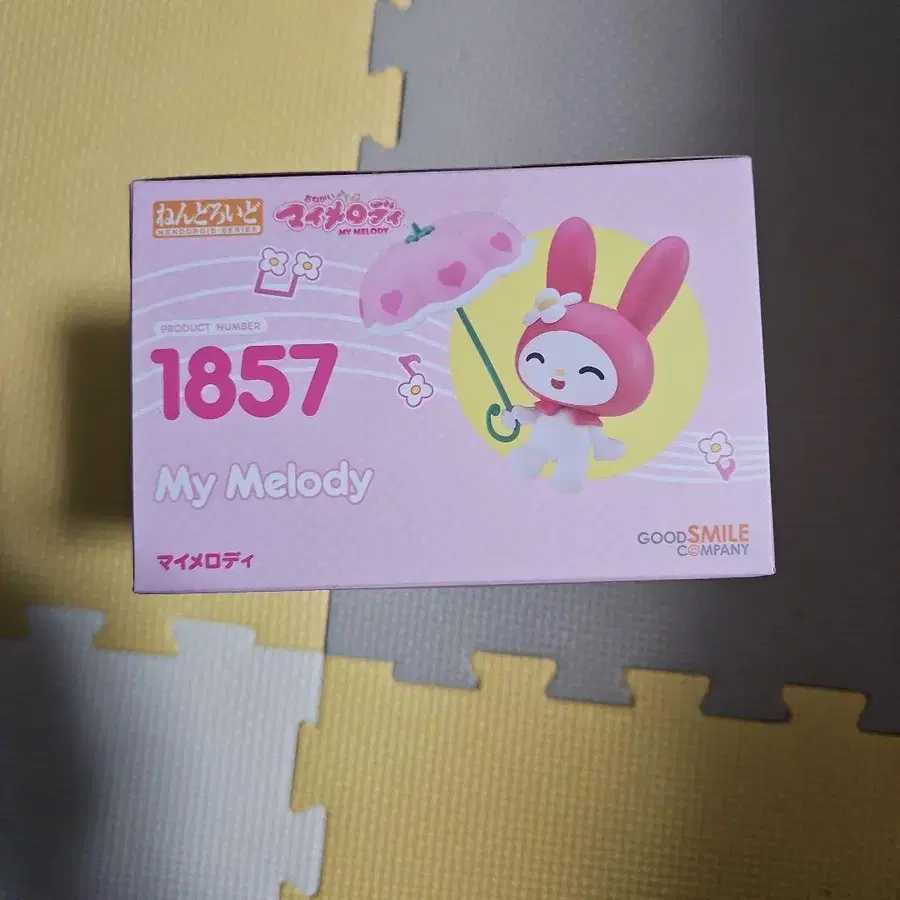 ねんどろいど
NENDOROID SERIES
おねがい
マイメロディ
MY MELODY
PRODUCT NUMBER
1857
My Melody
マイメロディ
GOOD SMILE
COMPANY